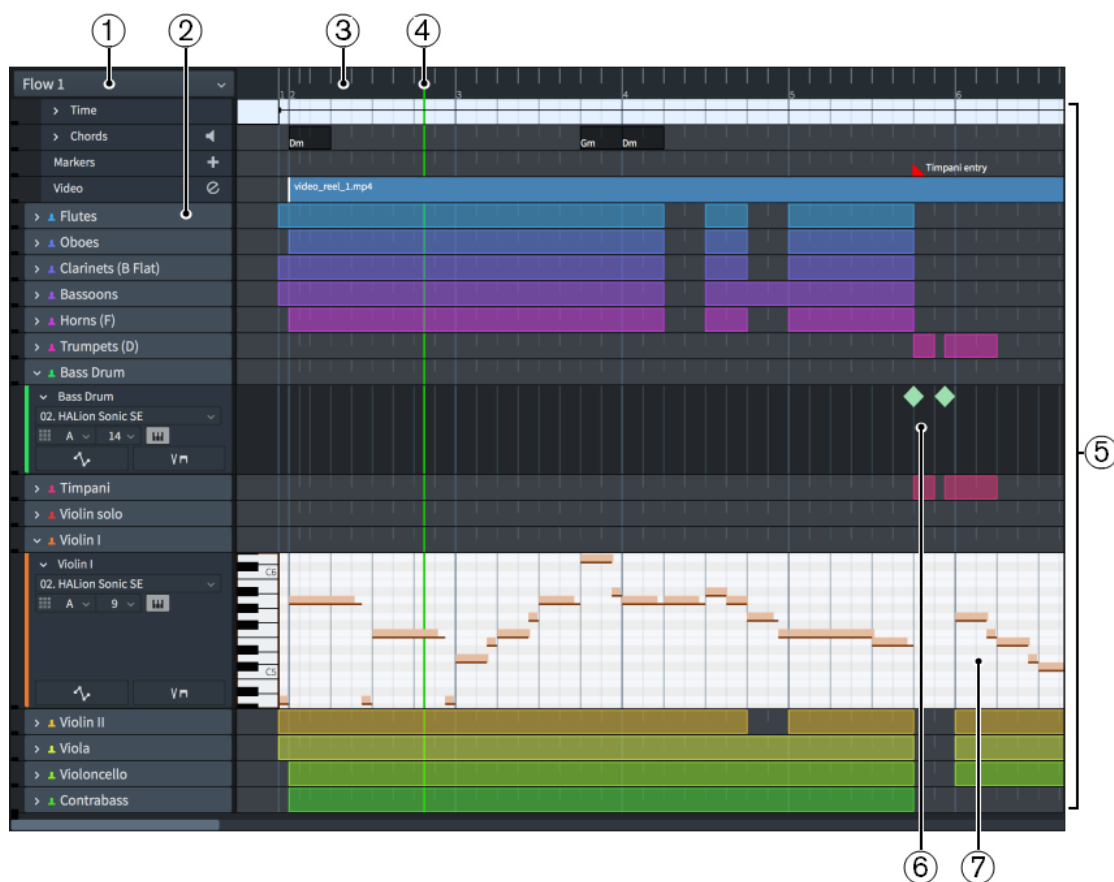 ① ② ③ ④
Flow 1
1 2 3 4 5 6
Time
Chords
Dm Gm Dm
Markers
Timpani entry
Video
video_reel_1.mp4
Flutes
Oboes
Clarinets (B Flat)
Bassoons
Horns (F)
Trumpets (D)
Bass Drum
Bass Drum
02. HALion Sonic SE
A 14
⑤
Timpani
Violin solo
Violin I
Violin I
C6
02. HALion Sonic SE
A 9
C5
Violin II
Viola
Violoncello
Contrabass
⑥ ⑦